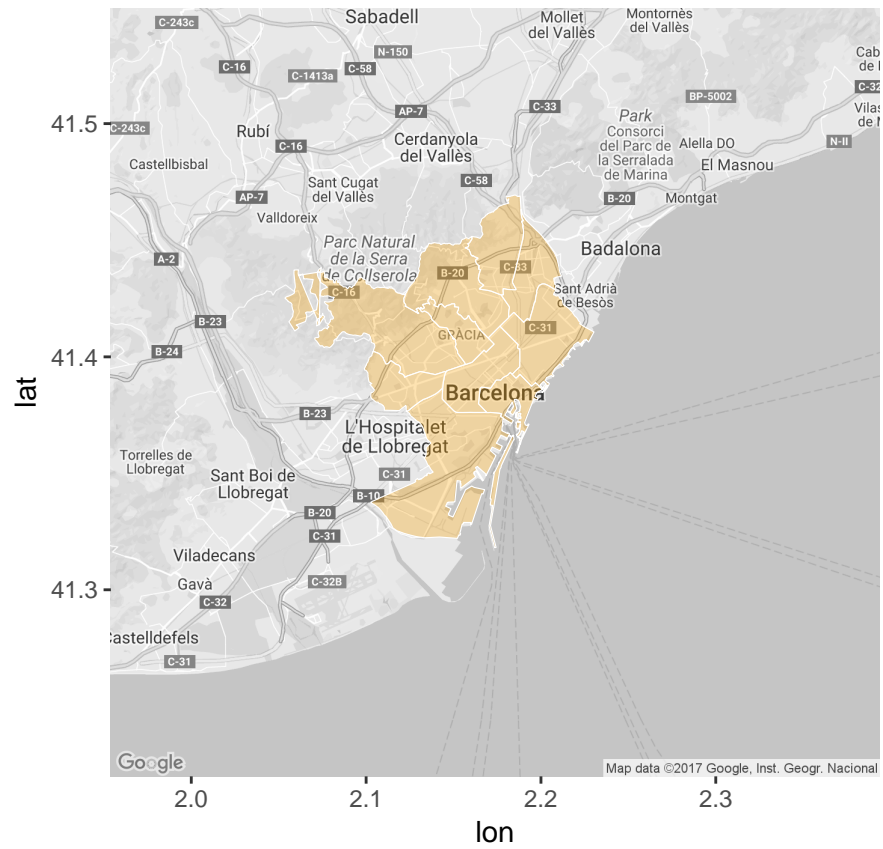 Sabadell
Mollet
del Vallès
Montornès
del Vallès
C-243c
N-150
C-16
C-1413a
C-58
Cab
de
C-32
BP-5002
AP-7
C-33
Vilas
de M
41.5
C-243c
Rubí
C-16
Cerdanyola
del Vallès
Park
Consorci
del Parc de
la Serralada
de Marina
Alella DO
N-II
El Masnou
Castellbisbal
Sant Cugat
del Vallès
C-58
AP-7
B-20
Montgat
Valldoreix
Parc Natural
de la Serra
de Collserola
Badalona
A-2
B-20
C-33
C-16
Sant Adrià
de Besòs
B-23
GRÀCIA
C-31
B-24
41.4
lat
Barcelona
B-23
L'Hospitalet
de Llobregat
Torrelles de
Llobregat
Sant Boi de
Llobregat
C-31
B-10
B-20
C-31
Viladecans
Gavà
C-32B
41.3
C-32
Castelldefels
C-31
Google
Map data ©2017 Google, Inst. Geogr. Nacional
2.0
2.1
2.2
2.3
lon